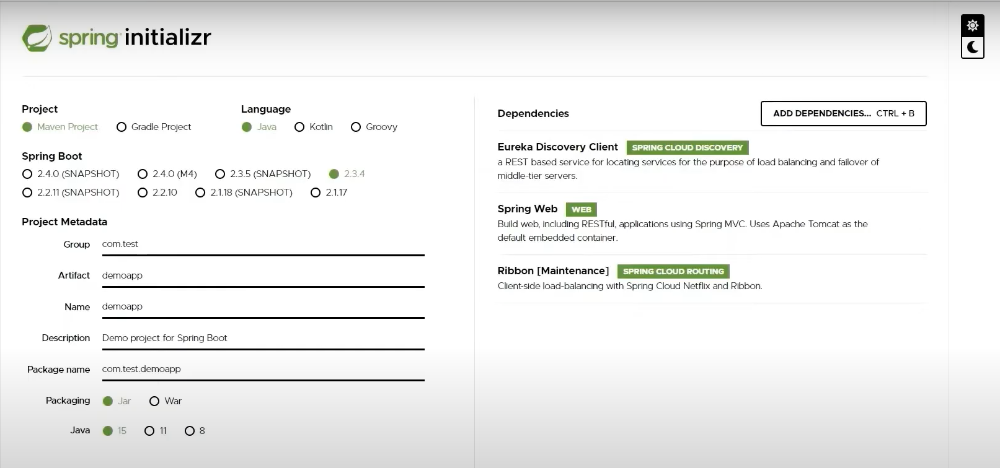 spring initializr
Project
Maven Project Gradle Project
Language
Java Kotlin Groovy
Spring Boot
2.4.0 (SNAPSHOT) 2.4.0 (M4) 2.3.5 (SNAPSHOT) 2.3.4
2.2.11 (SNAPSHOT) 2.2.10 2.1.18 (SNAPSHOT) 2.1.17
Project Metadata
Group com.test
Artifact demoapp
Name demoapp
Description Demo project for Spring Boot
Package name com.test.demoapp
Packaging Jar War
Java 15 11 8
Dependencies
ADD DEPENDENCIES... CTRL + B
Eureka Discovery Client SPRING CLOUD DISCOVERY
a REST based service for locating services for the purpose of load balancing and failover of
middle-tier servers.
Spring Web WEB
Build web, including RESTful, applications using Spring MVC. Uses Apache Tomcat as the
default embedded container.
Ribbon [Maintenance] SPRING CLOUD ROUTING
Client-side load-balancing with Spring Cloud Netflix and Ribbon.